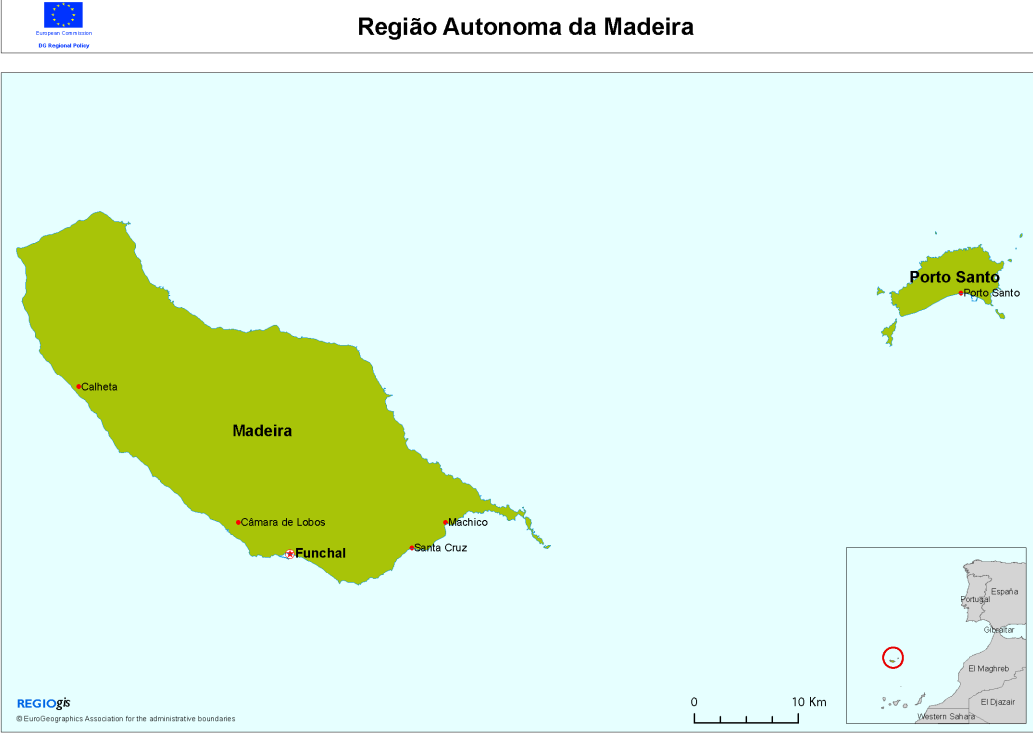 European Commission
DG Regional Policy
Região Autonoma da Madeira
Porto Santo
Porto Santo
Calheta
Madeira
Câmara de Lobos
Machico
Santa Cruz
Funchal
España
Portugal
Gibraltar
El Maghreb
El Djazair
Western Sahara
0 10 Km
REGIOgis
© EuroGeographics Association for the administrative boundaries